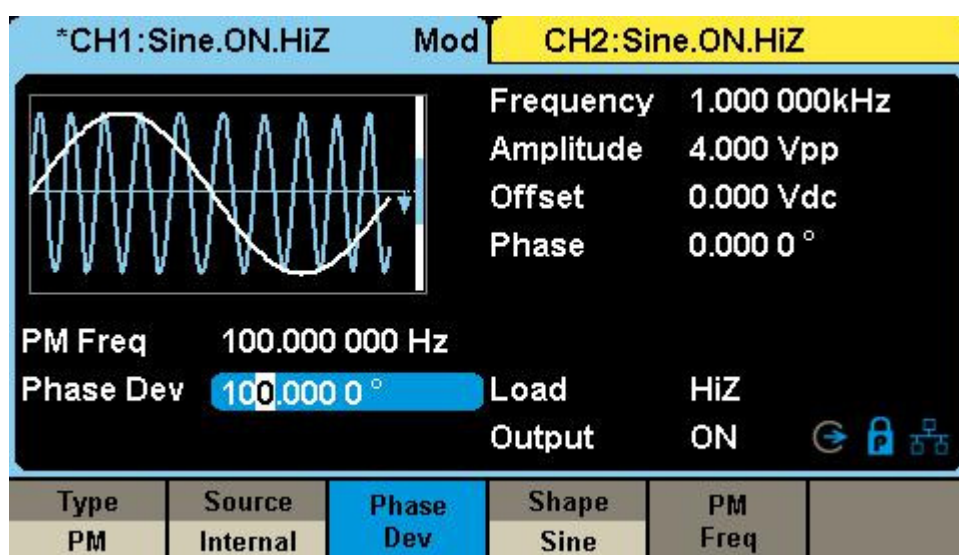 *CH1:Sine.ON.HiZ Mod CH2:Sine.ON.HiZ
Frequency 1.000 000kHz
Amplitude 4.000 Vpp
Offset 0.000 Vdc
Phase 0.000 0 °
PM Freq 100.000 000 Hz
Phase Dev 100.000 0 ° Load HiZ
Output ON P
Type Source Phase Shape PM
PM Internal Dev Sine Freq